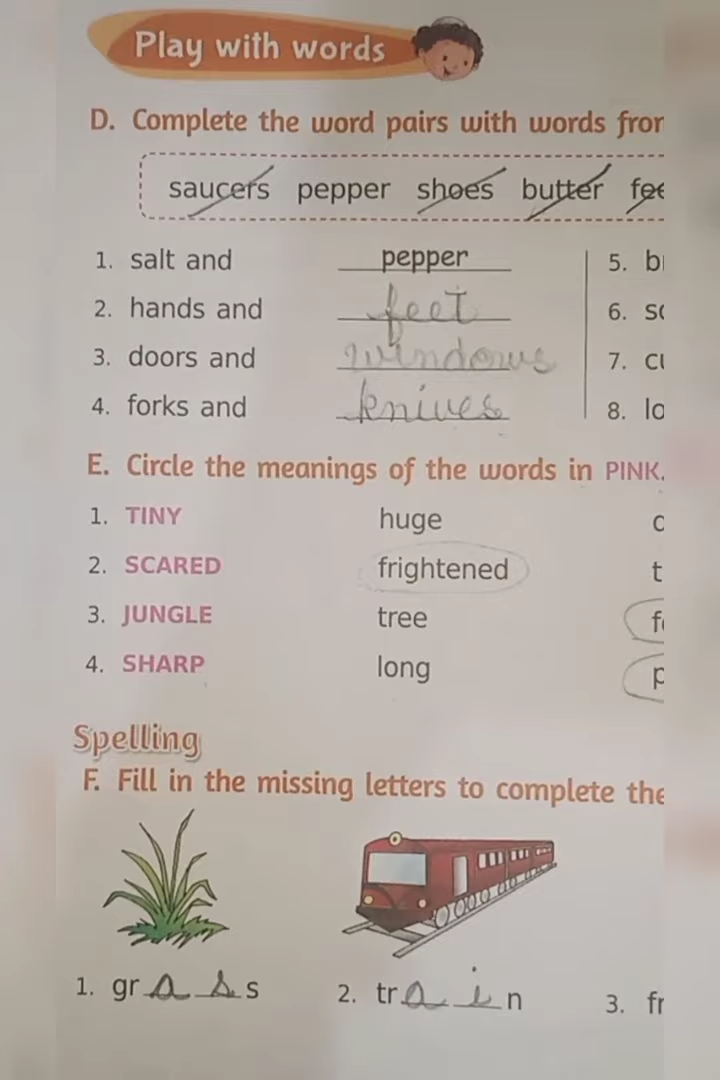 Play with words
D. Complete the word pairs with words
saucers pepper shoes butter
1. salt and pepper
2. hands and feet
3. doors and windows
4. forks and knives
5.
6.
7.
8.
E. Circle the meanings of the words in PINK.
1. TINY huge
2. SCARED frightened
3. JUNGLE tree
4. SHARP long
Spelling
F. Fill in the missing letters to complete the
1. grass
2. train
3. fr